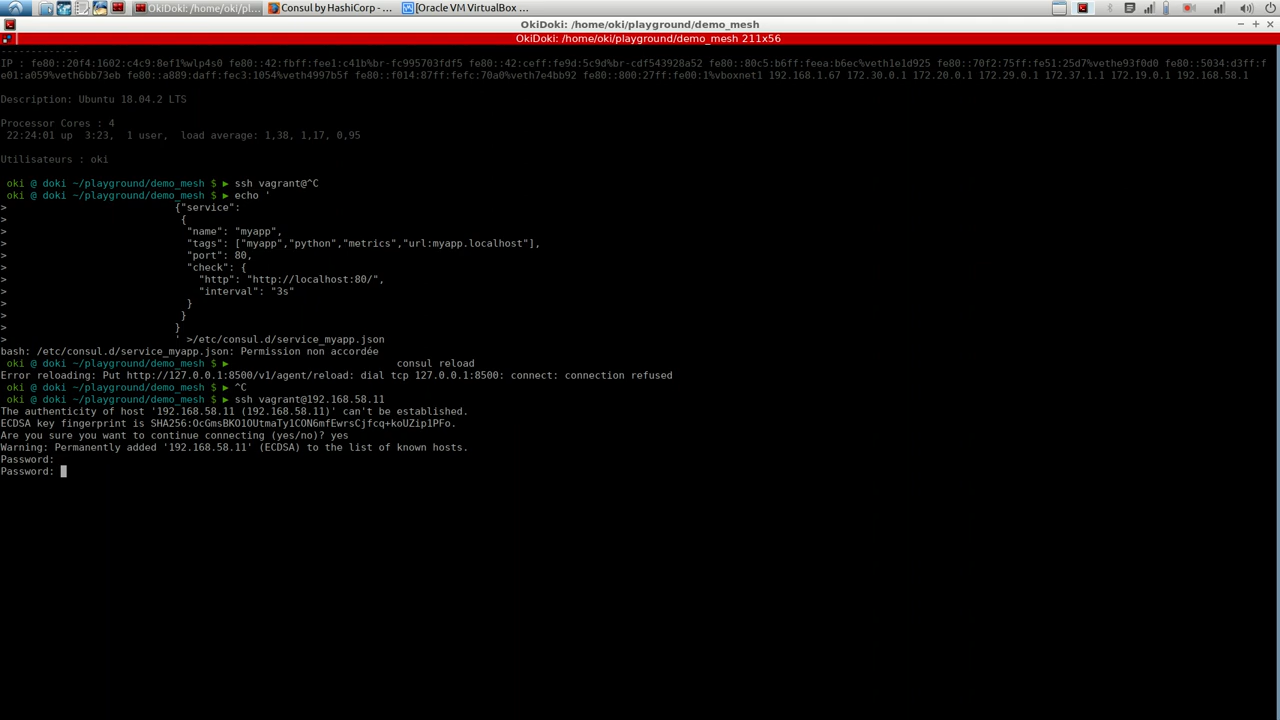 OkiDoki: /home/oki/pl...
Consul by HashiCorp - ...
[Oracle VM VirtualBox ...
OkiDoki: /home/oki/playground/demo_mesh
OkiDoki: /home/oki/playground/demo_mesh 211x56
-------------
IP : fe80::20f4:1602:c4c9:8ef1%wlp4s0 fe80::42:fbff:fee1:c41b%br-fc995703fdf5 fe80::42:ceff:fe9d:5c9d%br-cdf543928a52 fe80::80c5:b6ff:feea:b6ec%veth1e1d925 fe80::70f2:75ff:fe51:25d7%vethe93f0d0 fe80::5034:d3ff:f
e01:a059%veth6bb73eb fe80::a889:daff:fec3:1054%veth4997b5f fe80::f014:87ff:fefc:70a0%veth7e4bb92 fe80::800:27ff:fe00:1%vboxnet1 192.168.1.67 172.30.0.1 172.20.0.1 172.29.0.1 172.37.1.1 172.19.0.1 192.168.58.1
Description: Ubuntu 18.04.2 LTS
Processor Cores : 4
22:24:01 up  3:23,  1 user,  load average: 1,38, 1,17, 0,95
Utilisateurs : oki
oki @ doki ~/playground/demo_mesh $ ► ssh vagrant@^C
oki @ doki ~/playground/demo_mesh $ ► echo '
>                            {"service":
>                             {
>                              "name": "myapp",
>                              "tags": ["myapp","python","metrics","url:myapp.localhost"],
>                              "port": 80,
>                              "check": {
>                                "http": "http://localhost:80/",
>                                "interval": "3s"
>                              }
>                             }
>                            }
>                            ' >/etc/consul.d/service_myapp.json
bash: /etc/consul.d/service_myapp.json: Permission non accordée
oki @ doki ~/playground/demo_mesh $ ►                            consul reload
Error reloading: Put http://127.0.0.1:8500/v1/agent/reload: dial tcp 127.0.0.1:8500: connect: connection refused
oki @ doki ~/playground/demo_mesh $ ► ^C
oki @ doki ~/playground/demo_mesh $ ► ssh vagrant@192.168.58.11
The authenticity of host '192.168.58.11 (192.168.58.11)' can't be established.
ECDSA key fingerprint is SHA256:OcGmsBKO1OUtmaTy1CON6mfEwrsCjfcq+koUZip1PFo.
Are you sure you want to continue connecting (yes/no)? yes
Warning: Permanently added '192.168.58.11' (ECDSA) to the list of known hosts.
Password:
Password: